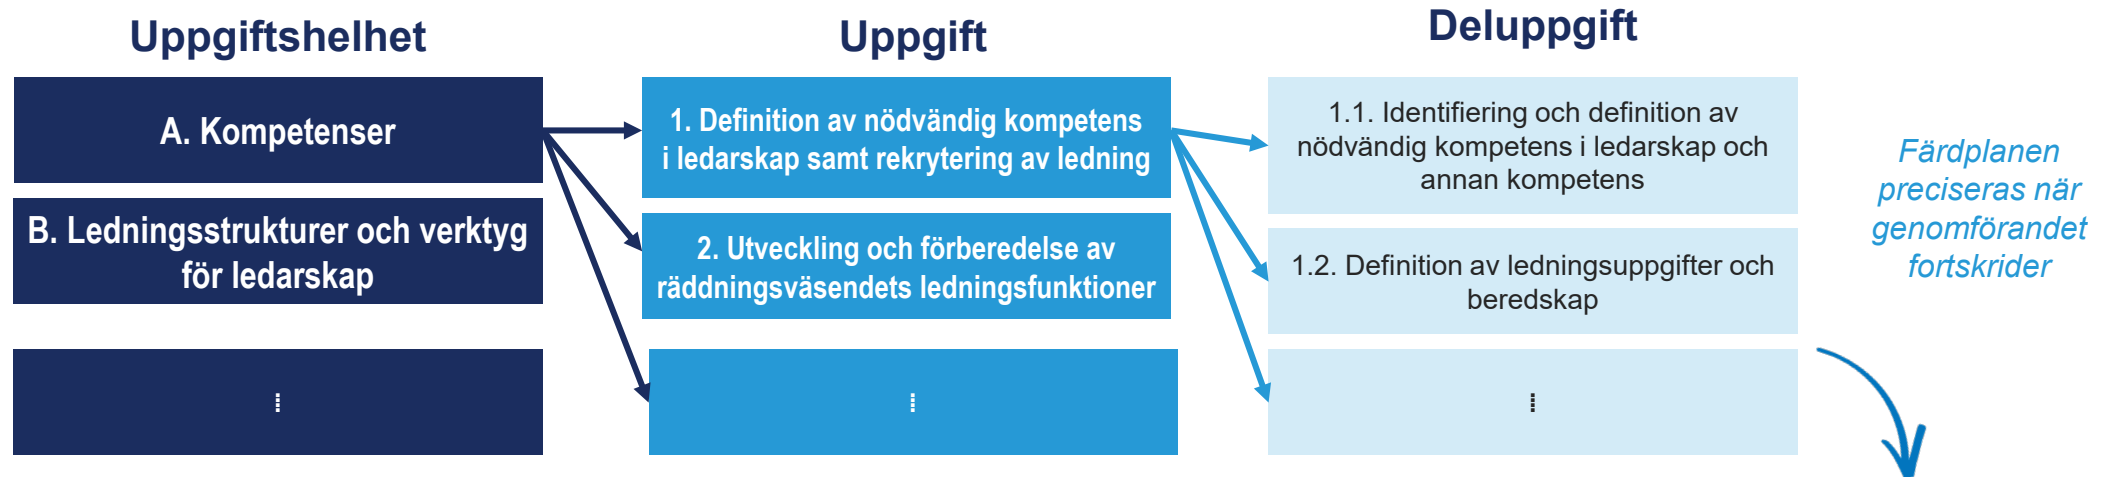 Uppgiftshelhet
Uppgift
Deluppgift
A. Kompetenser
B. Ledningsstrukturer och verktyg
för ledarskap
⁞
1. Definition av nödvändig kompetens
i ledarskap samt rekrytering av ledning
2. Utveckling och förberedelse av
räddningsväsendets ledningsfunktioner
⁞
1.1. Identifiering och definition av
nödvändig kompetens i ledarskap och
annan kompetens
1.2. Definition av ledningsuppgifter och
beredskap
⁞
Färdplanen
preciseras när
genomförandet
fortskrider